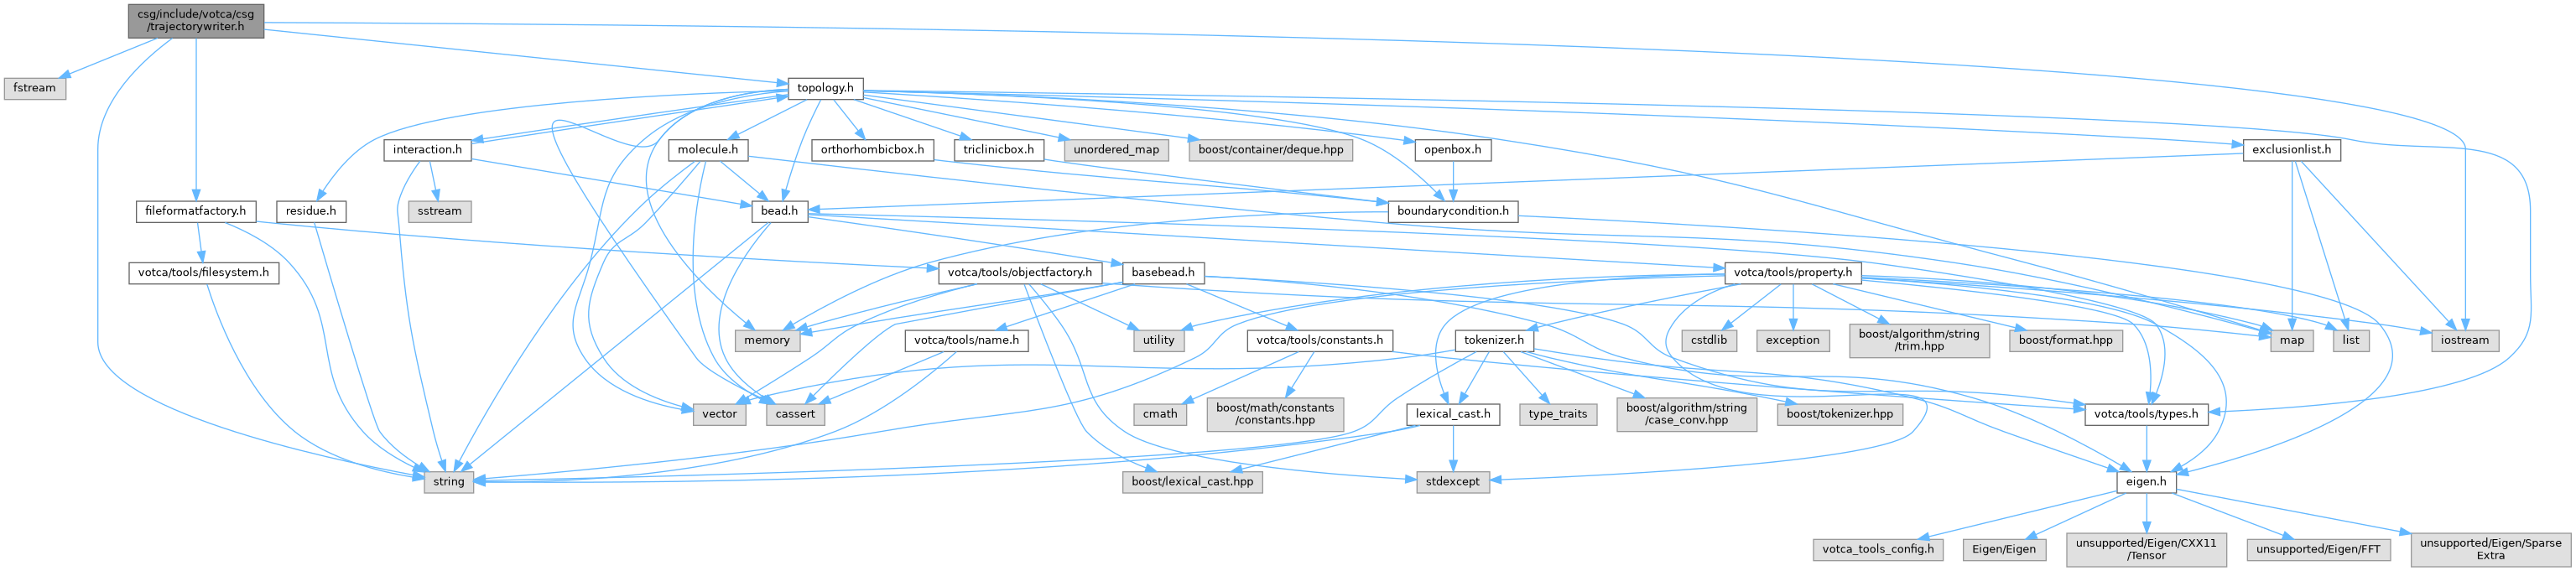 csg/include/votca/csg
/trajectorywriter.h
fstream
topology.h
interaction.h
molecule.h
orthorhombicbox.h
triclinicbox.h
unordered_map
boost/container/deque.hpp
openbox.h
exclusionlist.h
fileformatfactory.h
residue.h
sstream
bead.h
boundarycondition.h
votca/tools/filesystem.h
votca/tools/objectfactory.h
basebead.h
votca/tools/property.h
memory
votca/tools/name.h
utility
votca/tools/constants.h
tokenizer.h
cstdlib
exception
boost/algorithm/string
/trim.hpp
boost/format.hpp
map
list
iostream
vector
cassert
cmath
boost/math/constants
/constants.hpp
lexical_cast.h
type_traits
boost/algorithm/string
/case_conv.hpp
boost/tokenizer.hpp
votca/tools/types.h
string
boost/lexical_cast.hpp
stdexcept
eigen.h
votca_tools_config.h
Eigen/Eigen
unsupported/Eigen/CXX11
/Tensor
unsupported/Eigen/FFT
unsupported/Eigen/Sparse
Extra